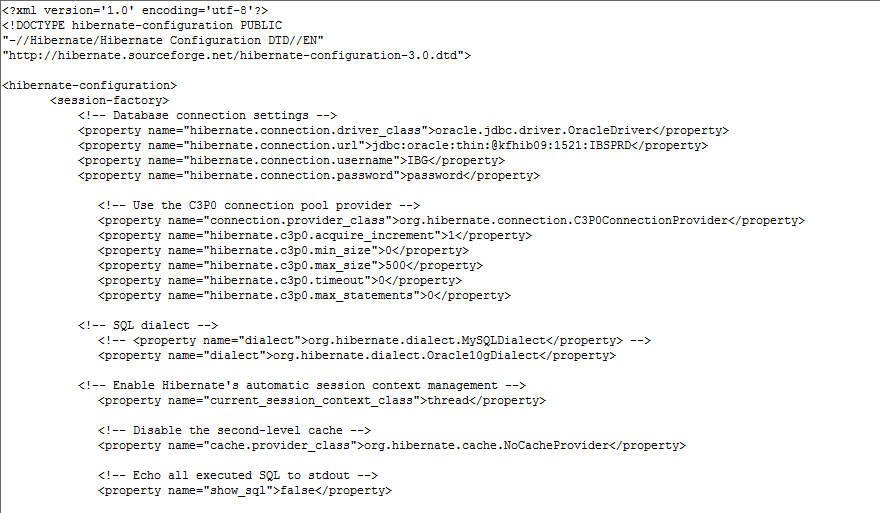 <?xml version='1.0' encoding='utf-8'?>
<!DOCTYPE hibernate-configuration PUBLIC
"-//Hibernate/Hibernate Configuration DTD//EN"
"http://hibernate.sourceforge.net/hibernate-configuration-3.0.dtd">
<hibernate-configuration>
<session-factory>
<!-- Database connection settings -->
<property name="hibernate.connection.driver_class">oracle.jdbc.driver.OracleDriver</property>
<property name="hibernate.connection.url">jdbc:oracle:thin:@kfhib09:1521:IBSPRD</property>
<property name="hibernate.connection.username">IBG</property>
<property name="hibernate.connection.password">password</property>
<!-- Use the C3P0 connection pool provider -->
<property name="connection.provider_class">org.hibernate.connection.C3P0ConnectionProvider</property>
<property name="hibernate.c3p0.acquire_increment">1</property>
<property name="hibernate.c3p0.min_size">0</property>
<property name="hibernate.c3p0.max_size">500</property>
<property name="hibernate.c3p0.timeout">0</property>
<property name="hibernate.c3p0.max_statements">0</property>
<!-- SQL dialect -->
<!-- <property name="dialect">org.hibernate.dialect.MySQLDialect</property> -->
<property name="dialect">org.hibernate.dialect.Oracle10gDialect</property>
<!-- Enable Hibernate's automatic session context management -->
<property name="current_session_context_class">thread</property>
<!-- Disable the second-level cache -->
<property name="cache.provider_class">org.hibernate.cache.NoCacheProvider</property>
<!-- Echo all executed SQL to stdout -->
<property name="show_sql">false</property>